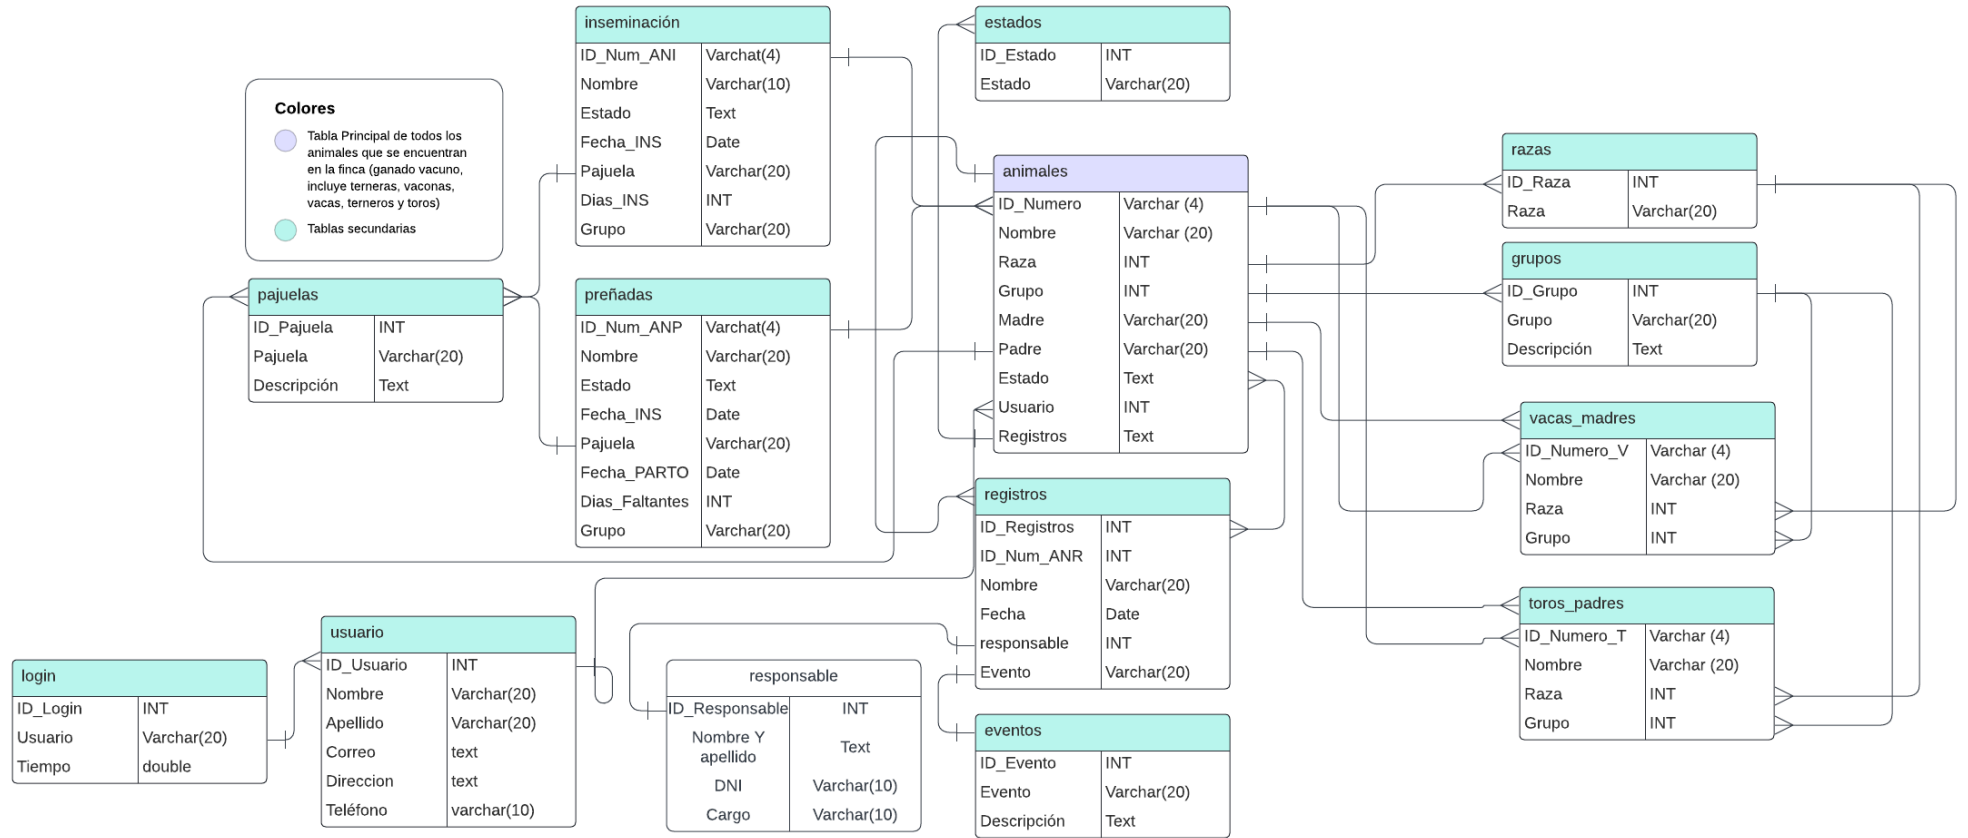 inseminación
ID_Num_ANI Varchat(4)
Nombre Varchar(10)
Estado Text
Fecha_INS Date
Pajuela Varchar(20)
Dias_INS INT
Grupo Varchar(20)
estados
ID_Estado INT
Estado Varchar(20)
Colores
Tabla Principal de todos los
animales que se encuentran
en la finca (ganado vacuno,
incluye terneras, vaconas,
vacas, terneros y toros)
Tablas secundarias
animales
ID_Numero Varchar (4)
Nombre Varchar (20)
Raza INT
Grupo INT
Madre Varchar(20)
Padre Varchar(20)
Estado Text
Usuario INT
Registros Text
razas
ID_Raza INT
Raza Varchar(20)
grupos
ID_Grupo INT
Grupo Varchar(20)
Descripción Text
pajuelas
ID_Pajuela INT
Pajuela Varchar(20)
Descripción Text
preñadas
ID_Num_ANP Varchat(4)
Nombre Varchar(20)
Estado Text
Fecha_INS Date
Pajuela Varchar(20)
Fecha_PARTO Date
Dias_Faltantes INT
Grupo Varchar(20)
vacas_madres
ID_Numero_V Varchar (4)
Nombre Varchar (20)
Raza INT
Grupo INT
registros
ID_Registros INT
ID_Num_ANR INT
Nombre Varchar(20)
Fecha Date
responsable INT
Evento Varchar(20)
toros_padres
ID_Numero_T Varchar (4)
Nombre Varchar (20)
Raza INT
Grupo INT
usuario
ID_Usuario INT
Nombre Varchar(20)
Apellido Varchar(20)
Correo text
Direccion text
Teléfono varchar(10)
login
ID_Login INT
Usuario Varchar(20)
Tiempo double
responsable
ID_Responsable INT
Nombre Y
apellido Text
DNI Varchar(10)
Cargo Varchar(10)
eventos
ID_Evento INT
Evento Varchar(20)
Descripción Text